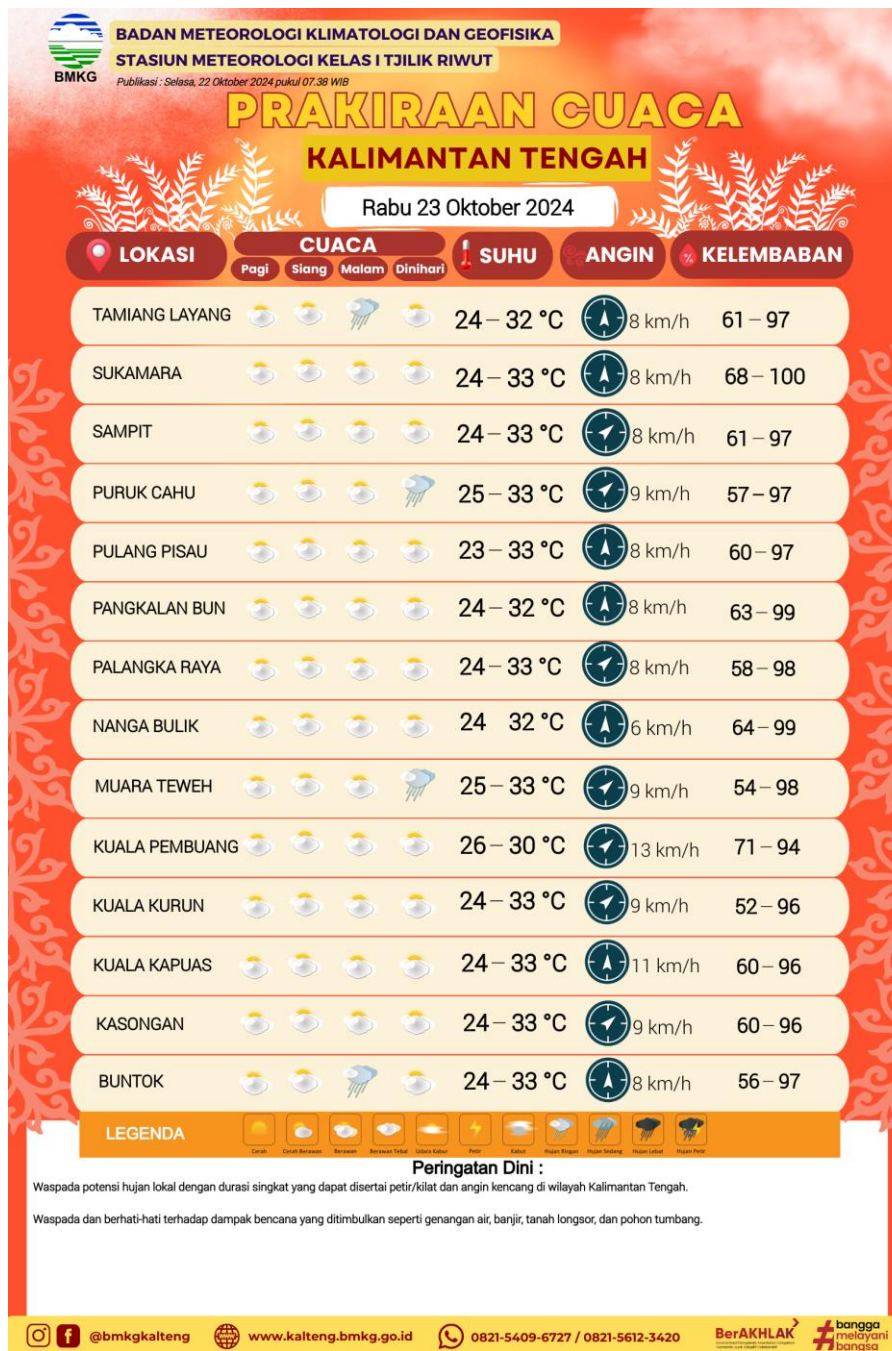 BADAN METEOROLOGI KLIMATOLOGI DAN GEOFISIKA
STASIUN METEOROLOGI KELAS I TJILIK RIWUT
BMKG
Publikasi : Selasa, 22 Oktober 2024 pukul 07.38 WIB
PRAKIRAAN CUACA
KALIMANTAN TENGAH
Rabu 23 Oktober 2024
LOKASI CUACA SUHU ANGIN % KELEMBABAN
Pagi Siang Malam Dinihari
TAMIANG LAYANG 24 – 32 °C 8 km/h 61 – 97
SUKAMARA 24 – 33 °C 8 km/h 68 – 100
SAMPIT 24 – 33 °C 8 km/h 61 – 97
PURUK CAHU 25 – 33 °C 9 km/h 57 – 97
PULANG PISAU 23 – 33 °C 8 km/h 60 – 97
PANGKALAN BUN 24 – 32 °C 8 km/h 63 – 99
PALANGKA RAYA 24 – 33 °C 8 km/h 58 – 98
NANGA BULIK 24 32 °C 6 km/h 64 – 99
MUARA TEWEH 25 – 33 °C 9 km/h 54 – 98
KUALA PEMBUANG 26 – 30 °C 13 km/h 71 – 94
KUALA KURUN 24 – 33 °C 9 km/h 52 – 96
KUALA KAPUAS 24 – 33 °C 11 km/h 60 – 96
KASONGAN 24 – 33 °C 9 km/h 60 – 96
BUNTOK 24 – 33 °C 8 km/h 56 – 97
LEGENDA
Cerah Cerah Berawan Berawan Berawan Tebal Udara Kabur Petir Kabut Hujan Ringan Hujan Sedang Hujan Lebat Hujan Petir
Peringatan Dini :
Waspada potensi hujan lokal dengan durasi singkat yang dapat disertai petir/kilat dan angin kencang di wilayah Kalimantan Tengah.
Waspada dan berhati-hati terhadap dampak bencana yang ditimbulkan seperti genangan air, banjir, tanah longsor, dan pohon tumbang.
@bmkgkalteng www.kalteng.bmkg.go.id 0821-5409-6727 / 0821-5612-3420 BerAKHLAK
# bangga
melayani
bangsa